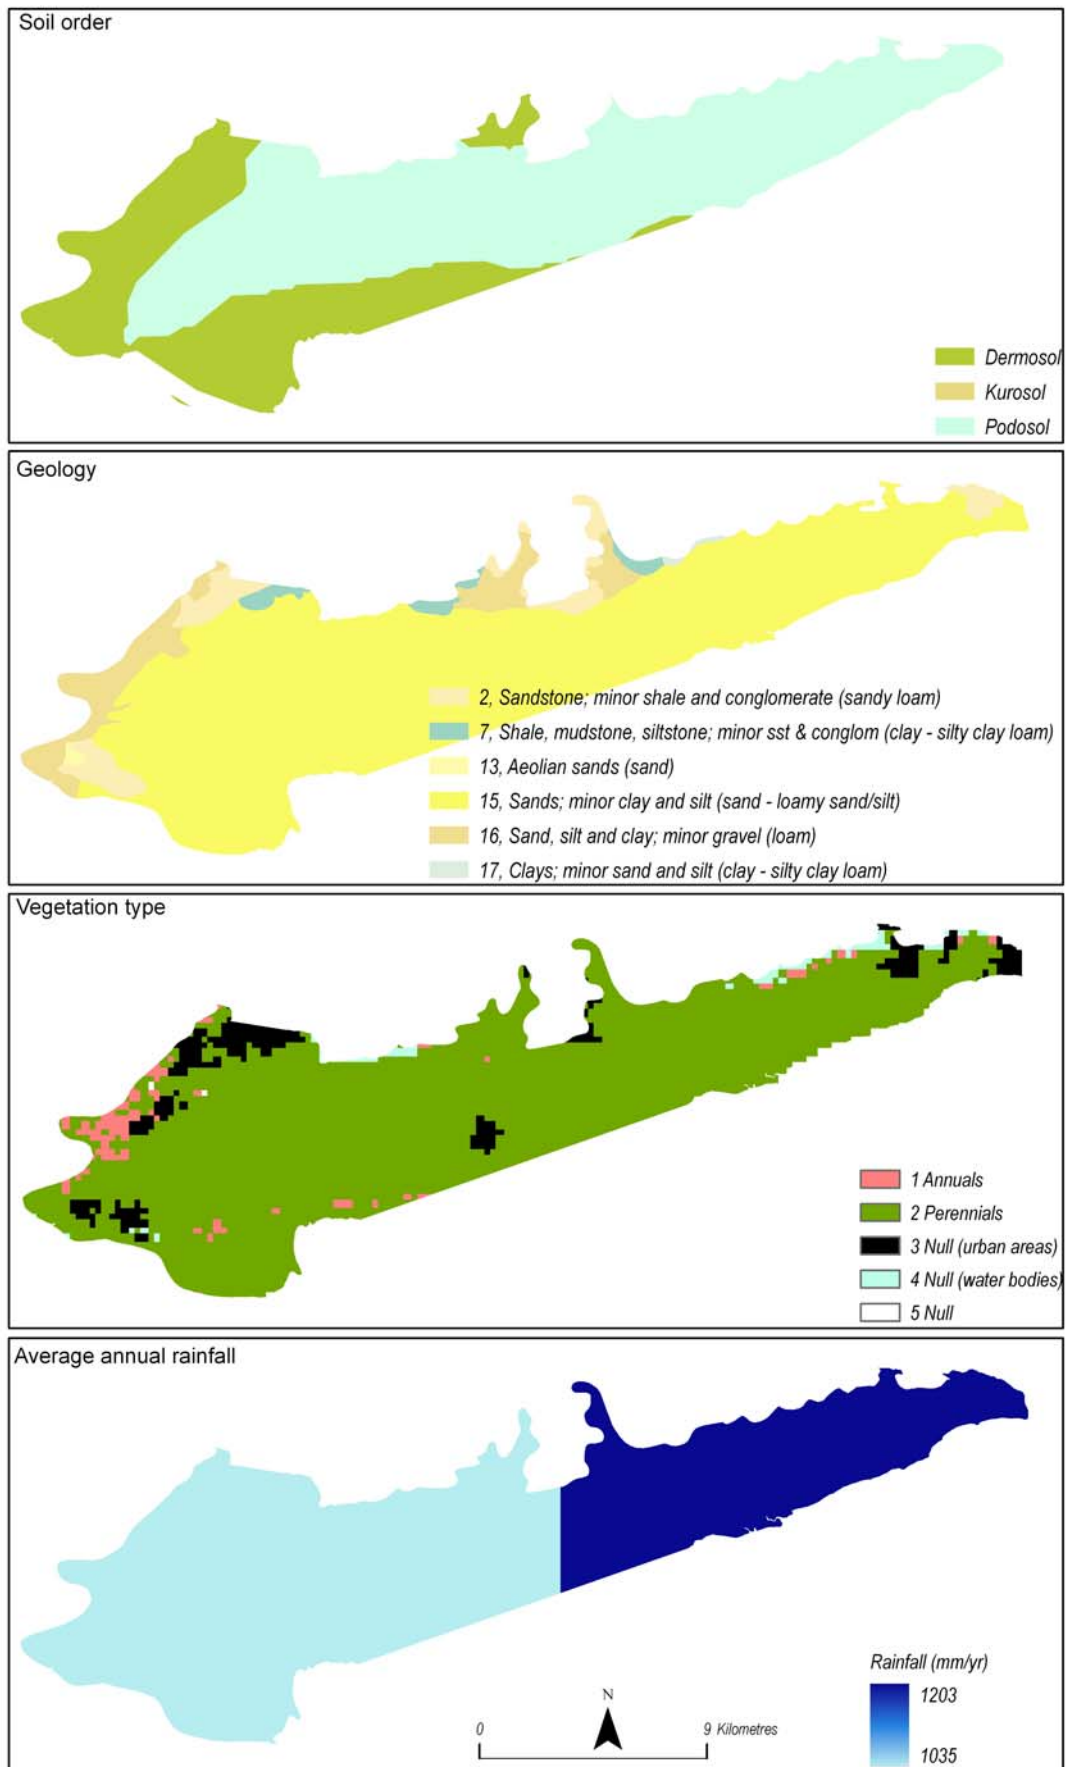 Soil order
Dermosol
Kurosol
Podosol
Geology
2, Sandstone; minor shale and conglomerate (sandy loam)
7, Shale, mudstone, siltstone; minor sst & conglom (clay - silty clay loam)
13, Aeolian sands (sand)
15, Sands; minor clay and silt (sand - loamy sand/silt)
16, Sand, silt and clay; minor gravel (loam)
17, Clays; minor sand and silt (clay - silty clay loam)
Vegetation type
1 Annuals
2 Perennials
3 Null (urban areas)
4 Null (water bodies)
5 Null
Average annual rainfall
Rainfall (mm/yr)
1203
1035
N
0 9 Kilometres